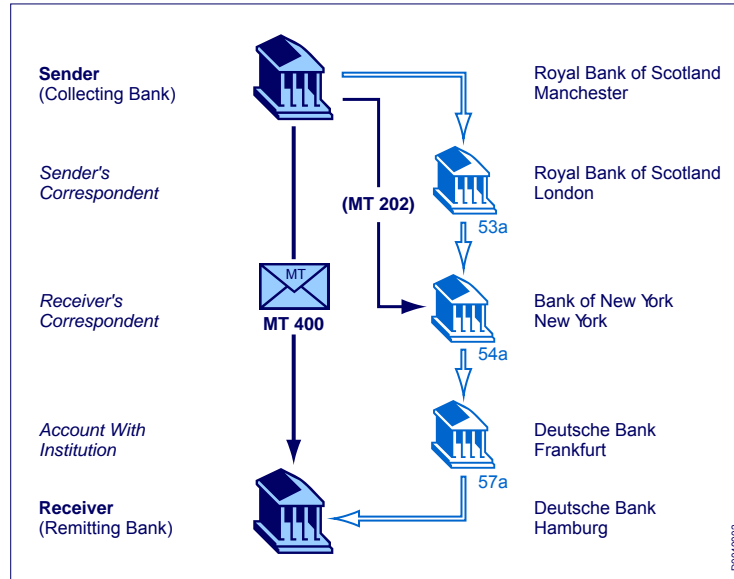 Sender
(Collecting Bank)
Royal Bank of Scotland
Manchester
Sender's
Correspondent
(MT 202)
Royal Bank of Scotland
London
53a
MT
MT 400
Receiver's
Correspondent
Bank of New York
New York
54a
Account With
Institution
Deutsche Bank
Frankfurt
57a
Receiver
(Remitting Bank)
Deutsche Bank
Hamburg